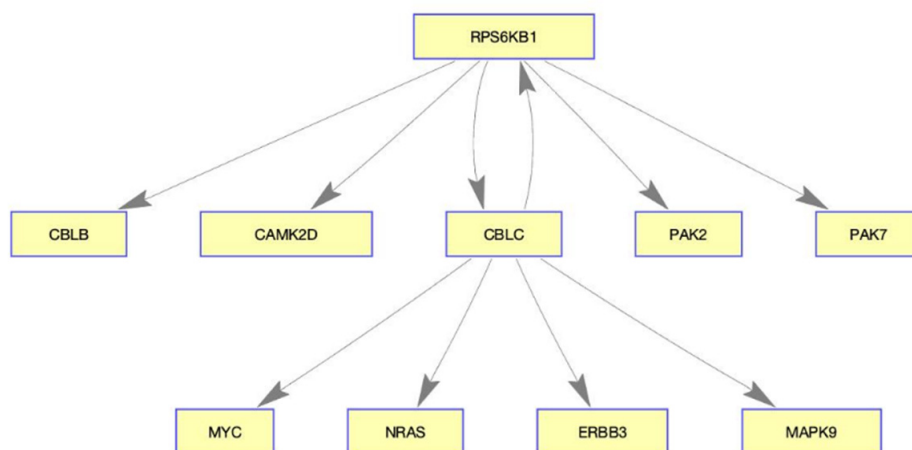 RPS6KB1
CBLB
CAMK2D
CBLC
PAK2
PAK7
MYC
NRAS
ERBB3
MAPK9